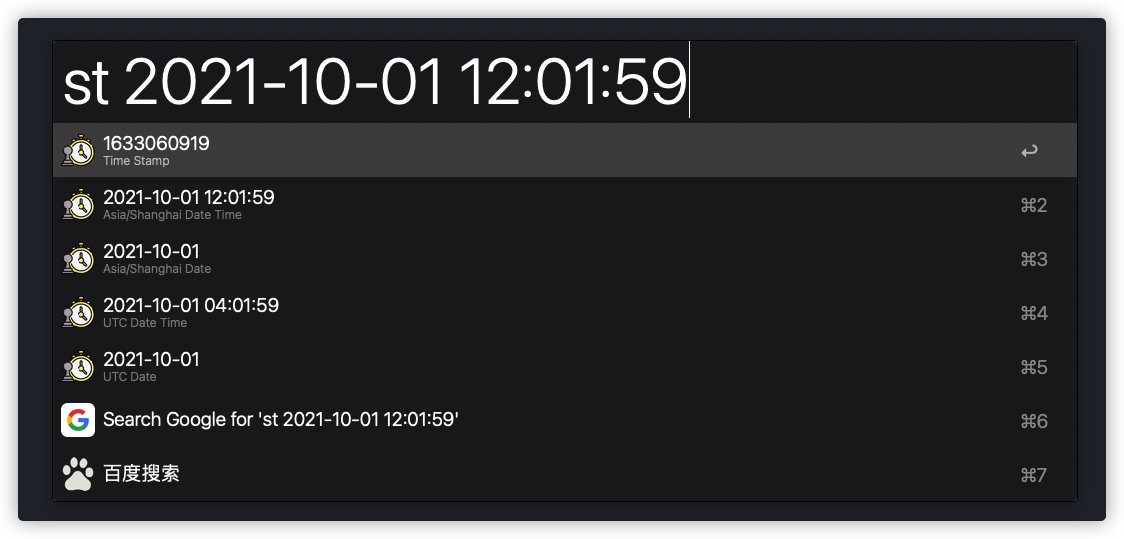 st 2021-10-01 12:01:59
1633060919
Time Stamp
↩
2021-10-01 12:01:59
Asia/Shanghai Date Time
⌘2
2021-10-01
Asia/Shanghai Date
⌘3
2021-10-01 04:01:59
UTC Date Time
⌘4
2021-10-01
UTC Date
⌘5
Search Google for 'st 2021-10-01 12:01:59'
⌘6
百度搜索
⌘7